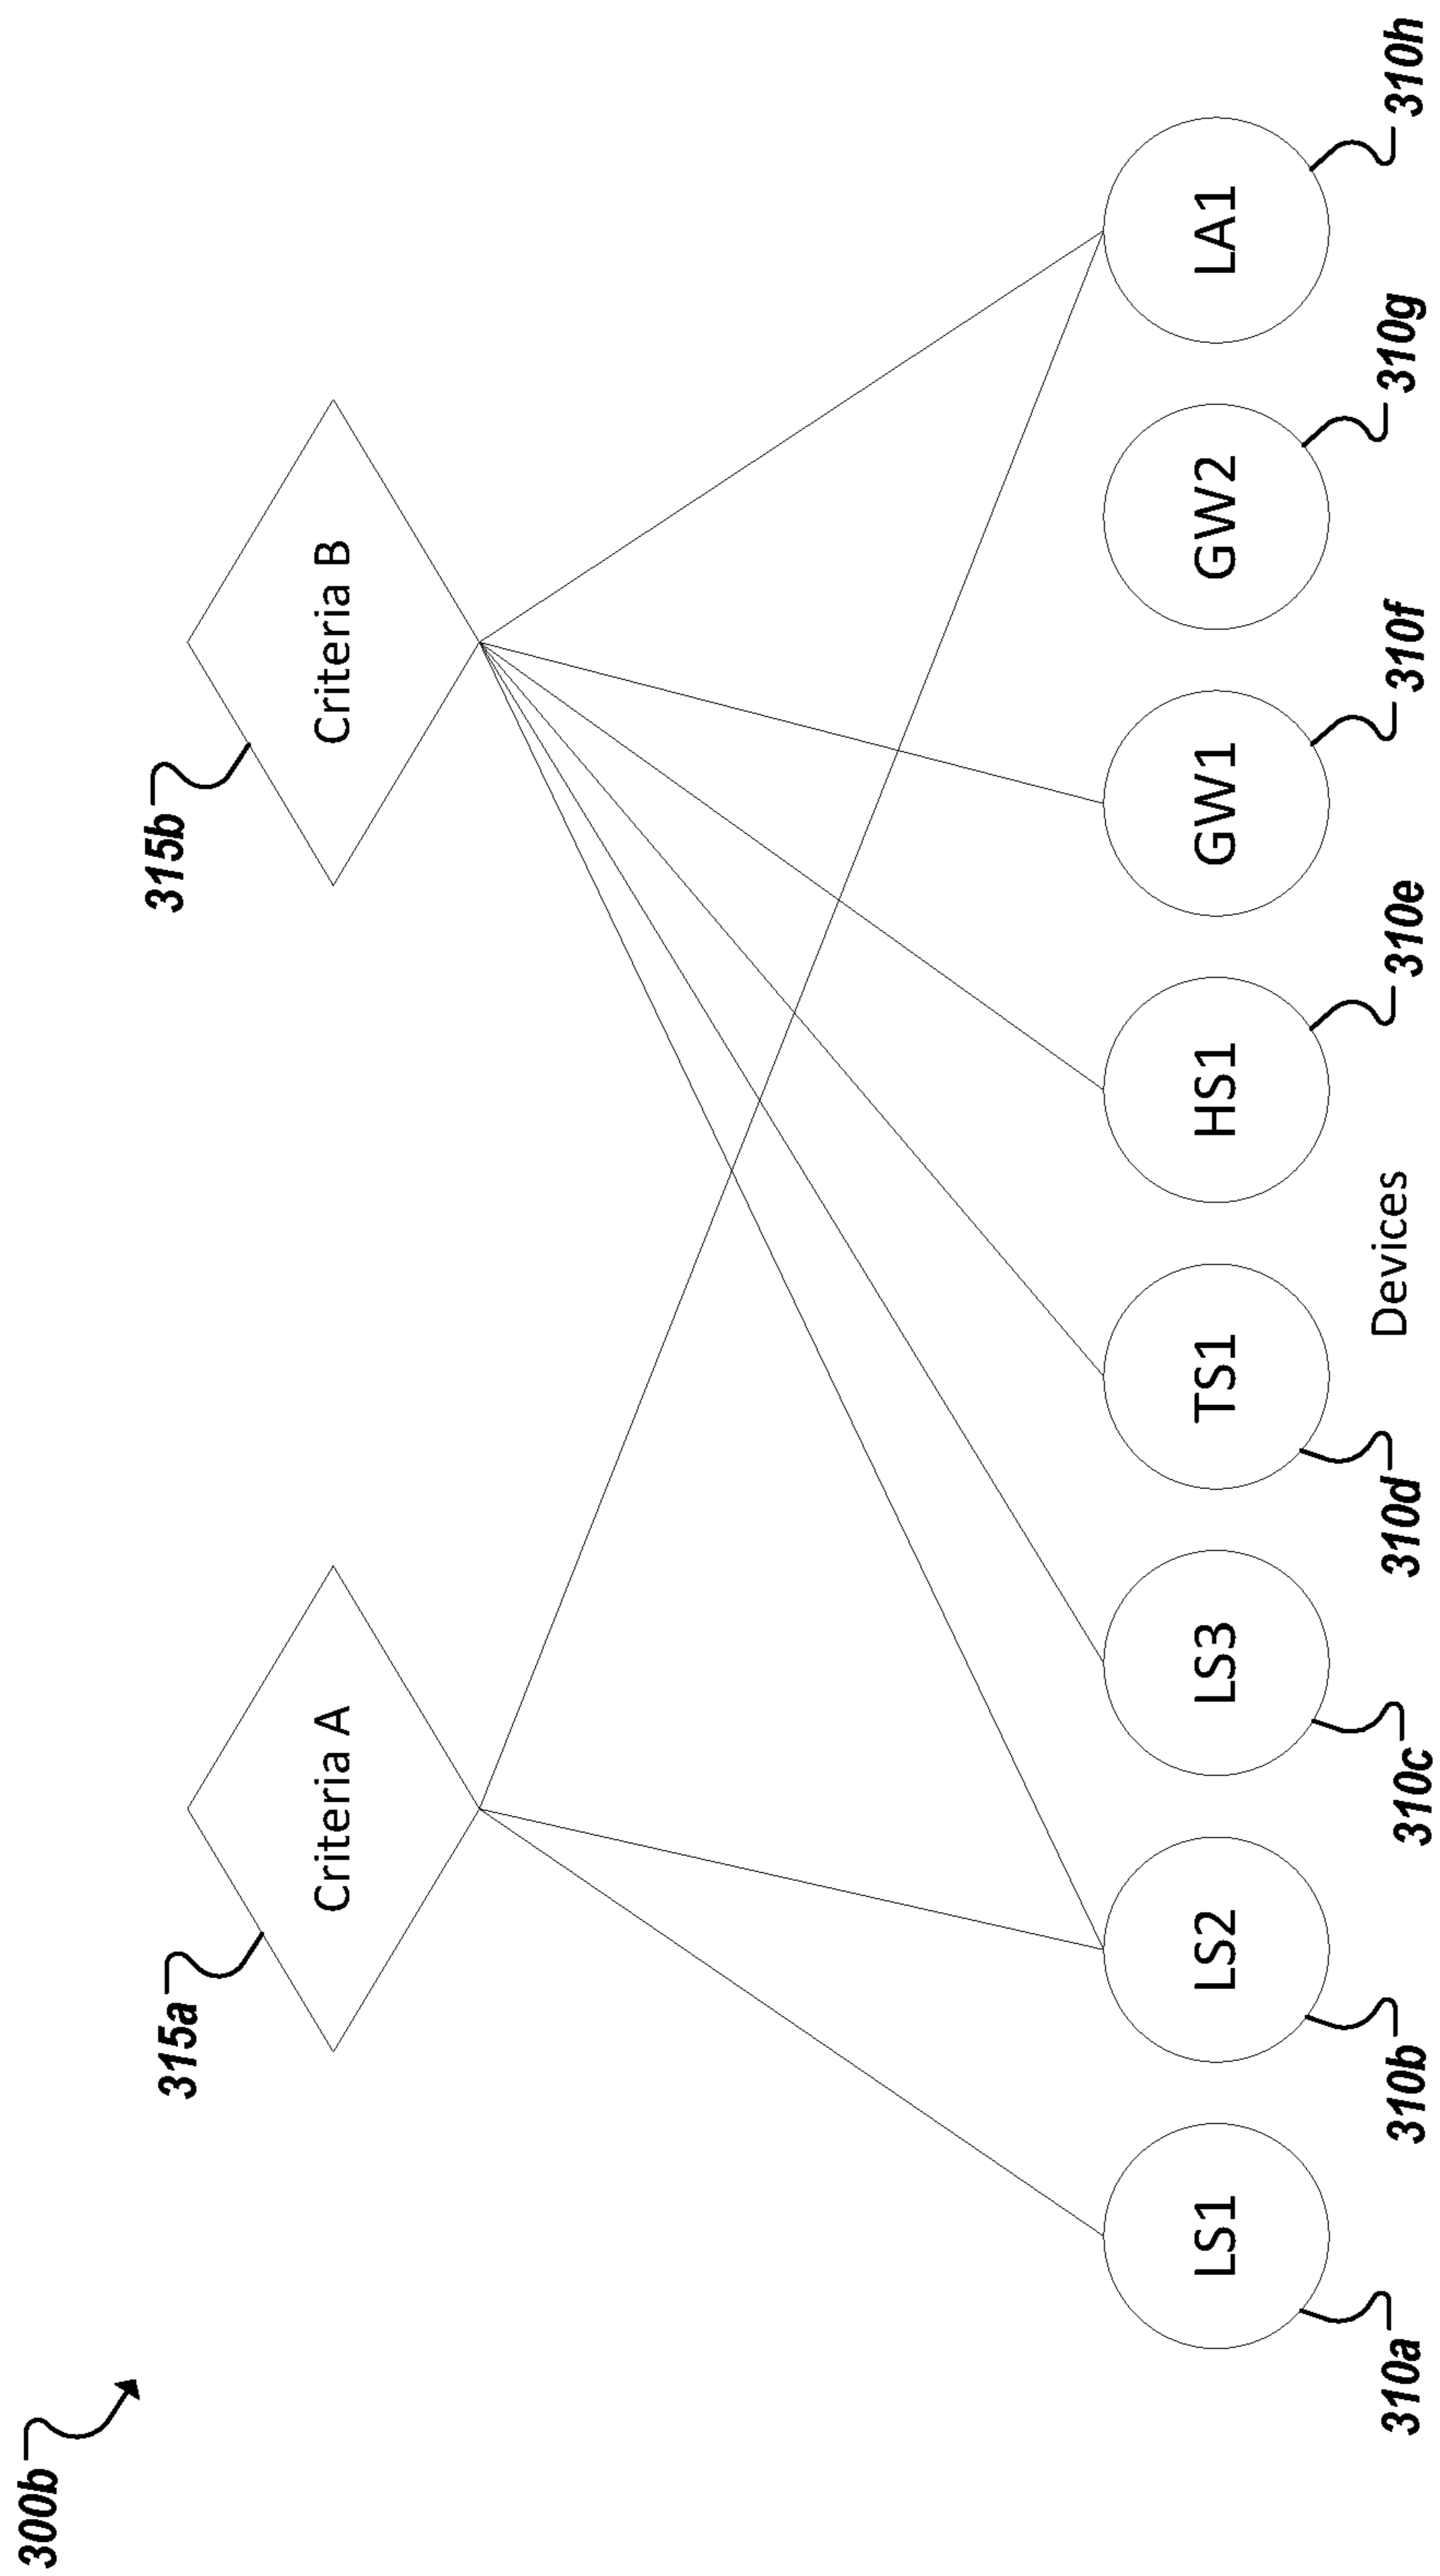 300b
315a
315b
Criteria A
Criteria B
LS1
LS2
LS3
TS1
HS1
GW1
GW2
LA1
310a
310b
310c
310d
Devices
310e
310f
310g
310h